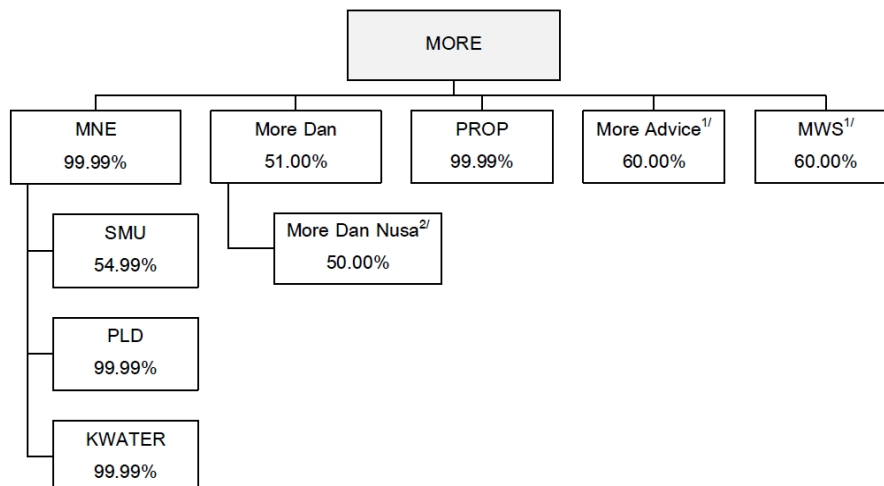 MORE
MNE
99.99%
More Dan
51.00%
PROP
99.99%
More Advice1/
60.00%
MWS1/
60.00%
SMU
54.99%
More Dan Nusa2/
50.00%
PLD
99.99%
KWATER
99.99%